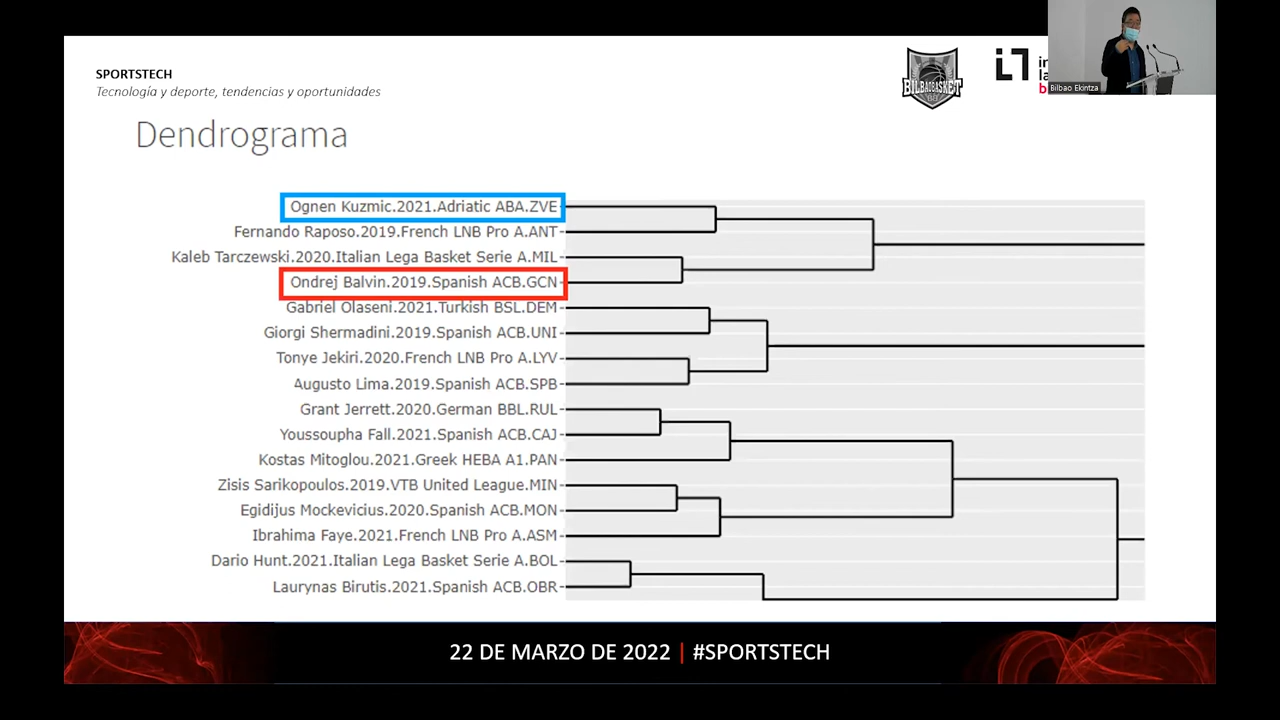 SPORTSTECH
Tecnología y deporte, tendencias y oportunidades
BILBAO BASKET
in
la
b
Bilbao Ekintza
Dendrograma
Ognen Kuzmic.2021.Adriatic ABA.ZVE
Fernando Raposo.2019.French LNB Pro A.ANT
Kaleb Tarczewski.2020.Italian Lega Basket Serie A.MIL
Ondrej Balvin.2019.Spanish ACB.GCN
Gabriel Olaseni.2021.Turkish BSL.DEM
Giorgi Shermadini.2019.Spanish ACB.UNI
Tonye Jekiri.2020.French LNB Pro A.LYV
Augusto Lima.2019.Spanish ACB.SPB
Grant Jerrett.2020.German BBL.RUL
Youssoupha Fall.2021.Spanish ACB.CAJ
Kostas Mitoglou.2021.Greek HEBA A1.PAN
Zisis Sarikopoulos.2019.VTB United League.MIN
Egidijus Mockevicius.2020.Spanish ACB.MON
Ibrahima Faye.2021.French LNB Pro A.ASM
Dario Hunt.2021.Italian Lega Basket Serie A.BOL
Laurynas Birutis.2021.Spanish ACB.OBR
22 DE MARZO DE 2022 | #SPORTSTECH